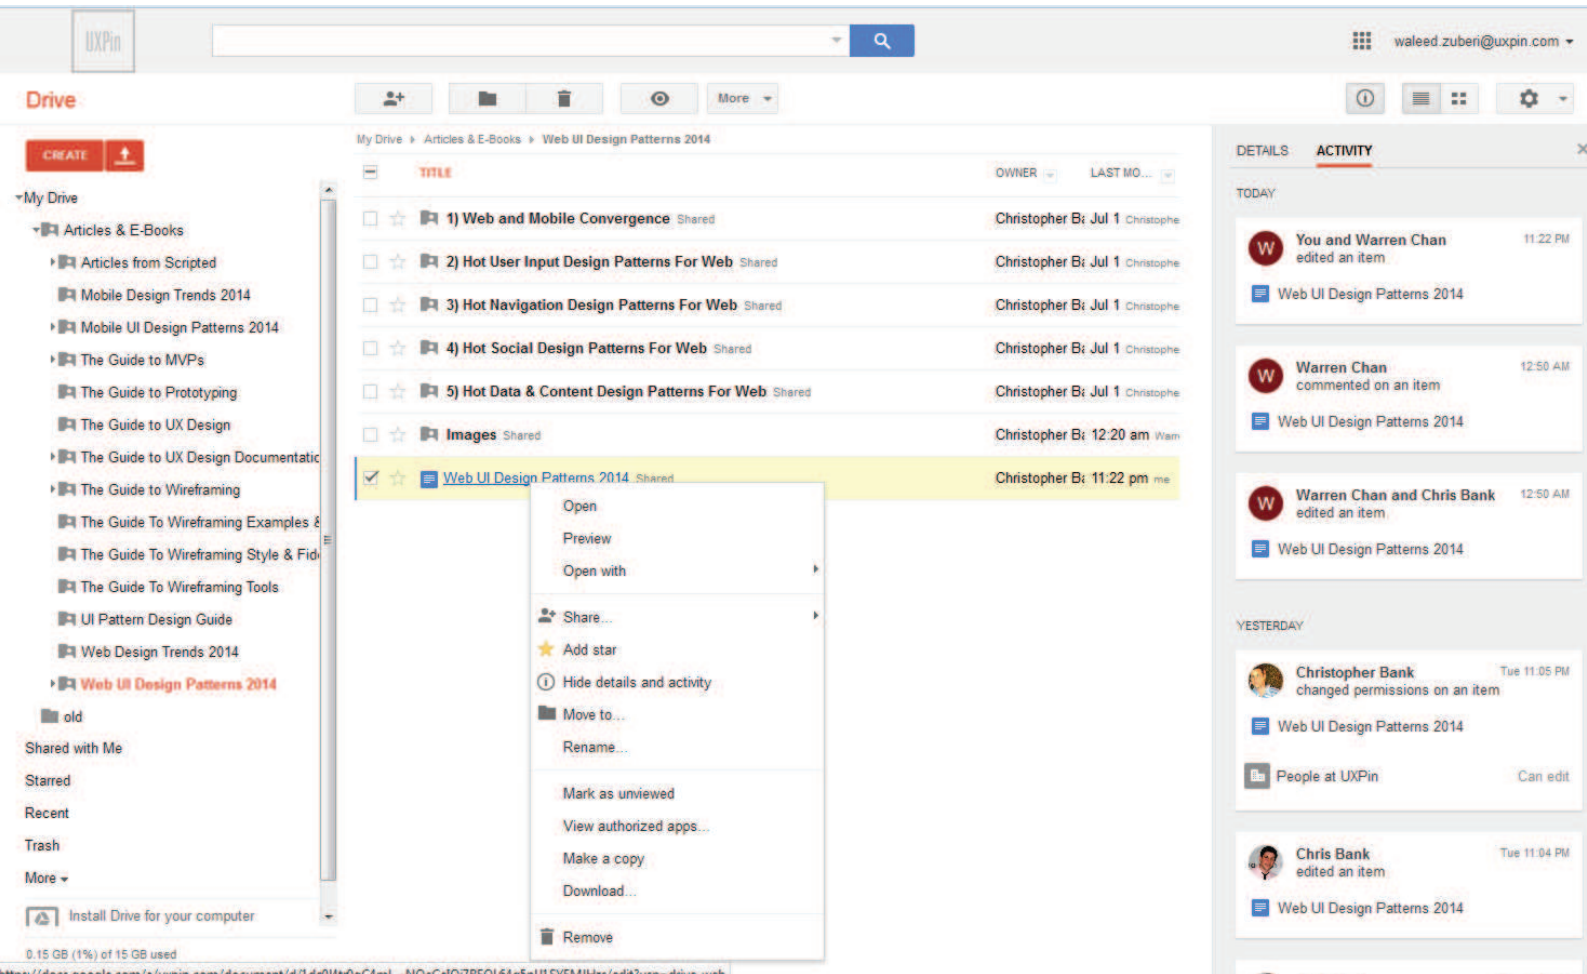 UXPin
waleed.zuberi@uxpin.com
Drive
More
CREATE
My Drive
Articles & E-Books
Articles from Scripted
Mobile Design Trends 2014
Mobile UI Design Patterns 2014
The Guide to MVPs
The Guide to Prototyping
The Guide to UX Design
The Guide to UX Design Documentatic
The Guide to Wireframing
The Guide To Wireframing Examples &
The Guide To Wireframing Style & Fid
The Guide To Wireframing Tools
UI Pattern Design Guide
Web Design Trends 2014
Web UI Design Patterns 2014
old
Shared with Me
Starred
Recent
Trash
More
Install Drive for your computer
0.15 GB (1%) of 15 GB used
My Drive Articles & E-Books Web UI Design Patterns 2014
TITLE OWNER LAST MO...
1) Web and Mobile Convergence Shared Christopher Ba Jul 1 Christophe
2) Hot User Input Design Patterns For Web Shared Christopher Ba Jul 1 Christophe
3) Hot Navigation Design Patterns For Web Shared Christopher Ba Jul 1 Christophe
4) Hot Social Design Patterns For Web Shared Christopher Ba Jul 1 Christophe
5) Hot Data & Content Design Patterns For Web Shared Christopher Ba Jul 1 Christophe
Images Shared Christopher Ba 12:20 am Warr
Web UI Design Patterns 2014 Shared Christopher Ba 11:22 pm me
Open
Preview
Open with
Share...
Add star
Hide details and activity
Move to...
Rename...
Mark as unviewed
View authorized apps...
Make a copy
Download...
Remove
DETAILS ACTIVITY
TODAY
W
You and Warren Chan 11:22 PM
edited an item
Web UI Design Patterns 2014
W
Warren Chan 12:50 AM
commented on an item
Web UI Design Patterns 2014
W
Warren Chan and Chris Bank 12:50 AM
edited an item
Web UI Design Patterns 2014
YESTERDAY
Christopher Bank Tue 11:05 PM
changed permissions on an item
Web UI Design Patterns 2014
People at UXPin Can edit
Chris Bank Tue 11:04 PM
edited an item
Web UI Design Patterns 2014